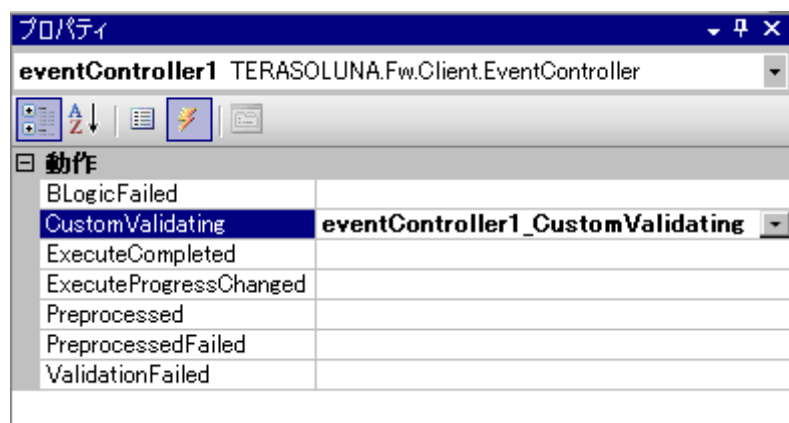 プロパティ
eventController1 TERASOLUNA.Fw.Client.EventController
動作
BLogicFailed
CustomValidating eventController1_CustomValidating
ExecuteCompleted
ExecuteProgressChanged
Preprocessed
PreprocessedFailed
ValidationFailed